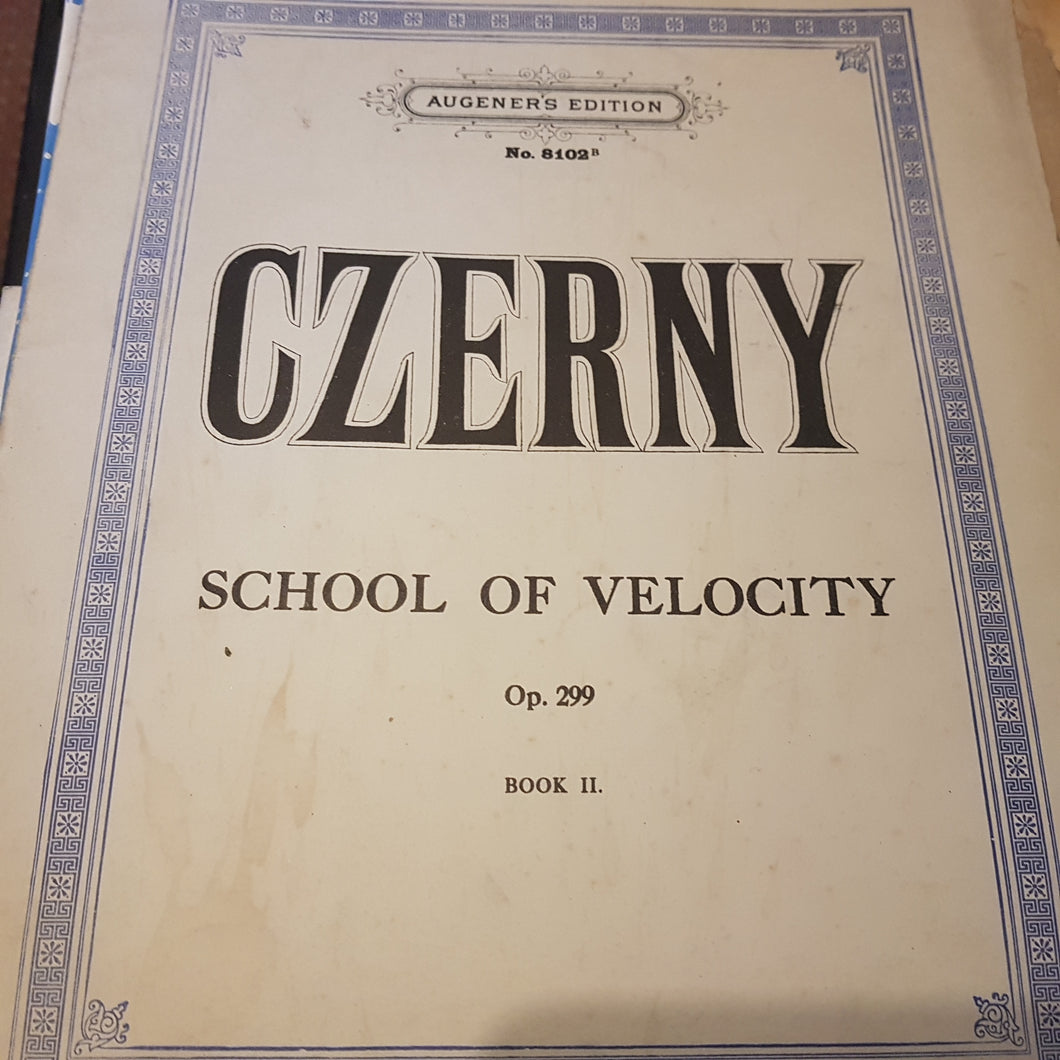 AUGENER'S EDITION
No. 8102B
CZERNY
SCHOOL OF VELOCITY
Op. 299
BOOK II.